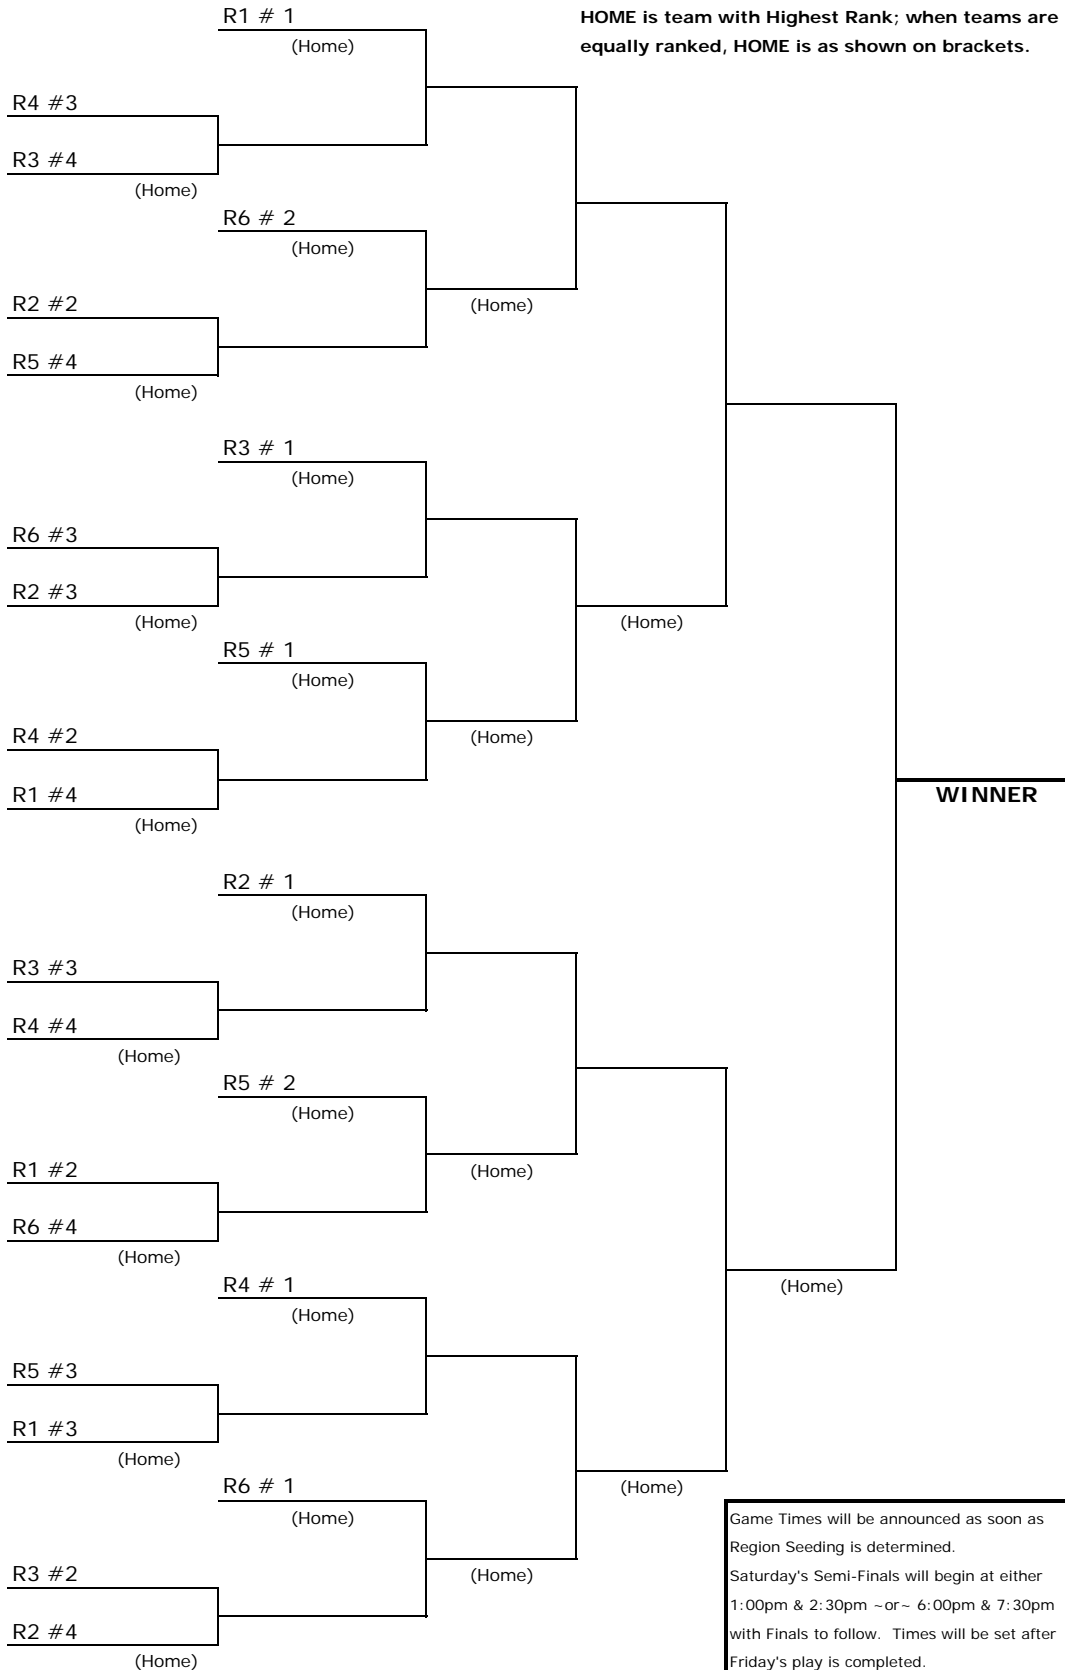 R1 # 1
HOME is team with Highest Rank; when teams are
equally ranked, HOME is as shown on brackets.
(Home)
R4 #3
R3 #4
(Home)
R6 # 2
(Home)
R2 #2
(Home)
R5 #4
(Home)
R3 # 1
(Home)
R6 #3
R2 #3
(Home)
(Home)
R5 # 1
(Home)
R4 #2
(Home)
R1 #4
WINNER
(Home)
R2 # 1
(Home)
R3 #3
R4 #4
(Home)
R5 # 2
(Home)
R1 #2
(Home)
R6 #4
(Home)
R4 # 1
(Home)
(Home)
R5 #3
R1 #3
(Home)
R6 # 1
(Home)
(Home)
R3 #2
(Home)
R2 #4
(Home)
Game Times will be announced as soon as
Region Seeding is determined.
Saturday's Semi-Finals will begin at either
1:00pm & 2:30pm ~or~ 6:00pm & 7:30pm
with Finals to follow. Times will be set after
Friday's play is completed.